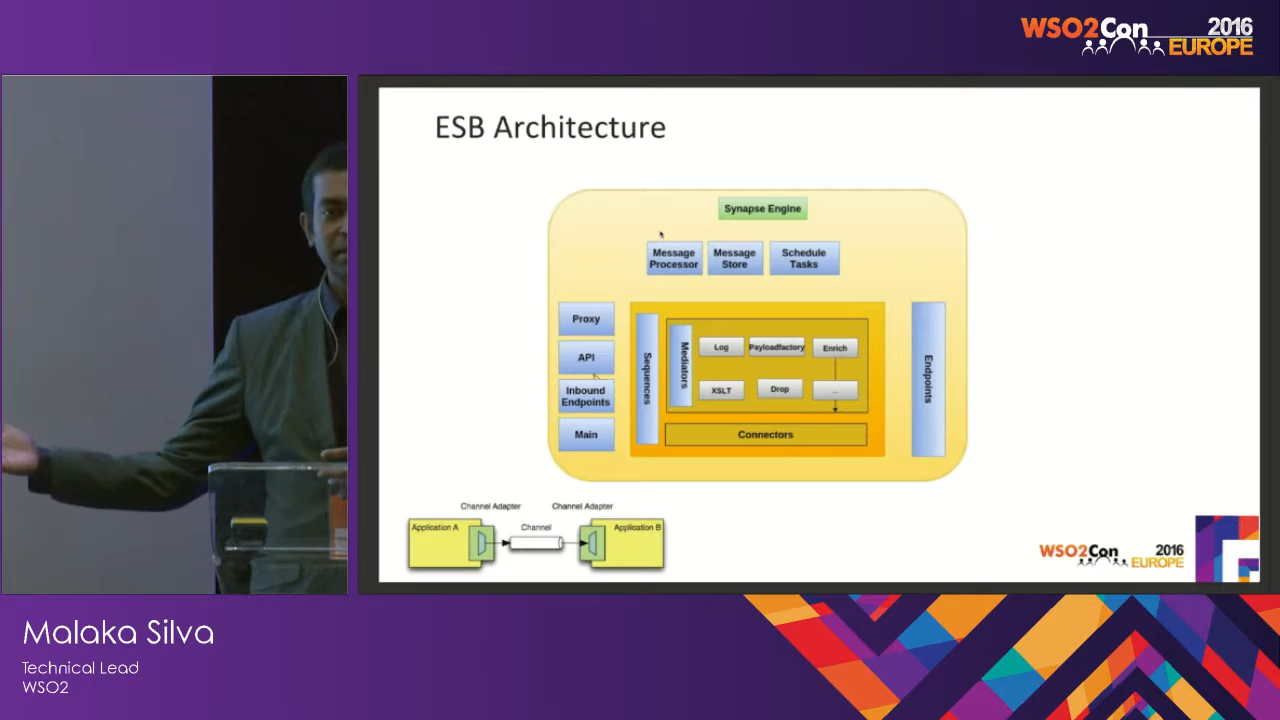 WSO2Con 2016
EUROPE
ESB Architecture
Synapse Engine
Message
Processor
Message
Store
Schedule
Tasks
Proxy
API
Inbound
Endpoints
Main
Sequences
Mediators
Log
Payloadfactory
Enrich
XSLT
Drop
...
Connectors
Endpoints
Channel Adapter
Channel Adapter
Application A
Channel
Application B
WSO2Con 2016
EUROPE
Malaka Silva
Technical Lead
WSO2